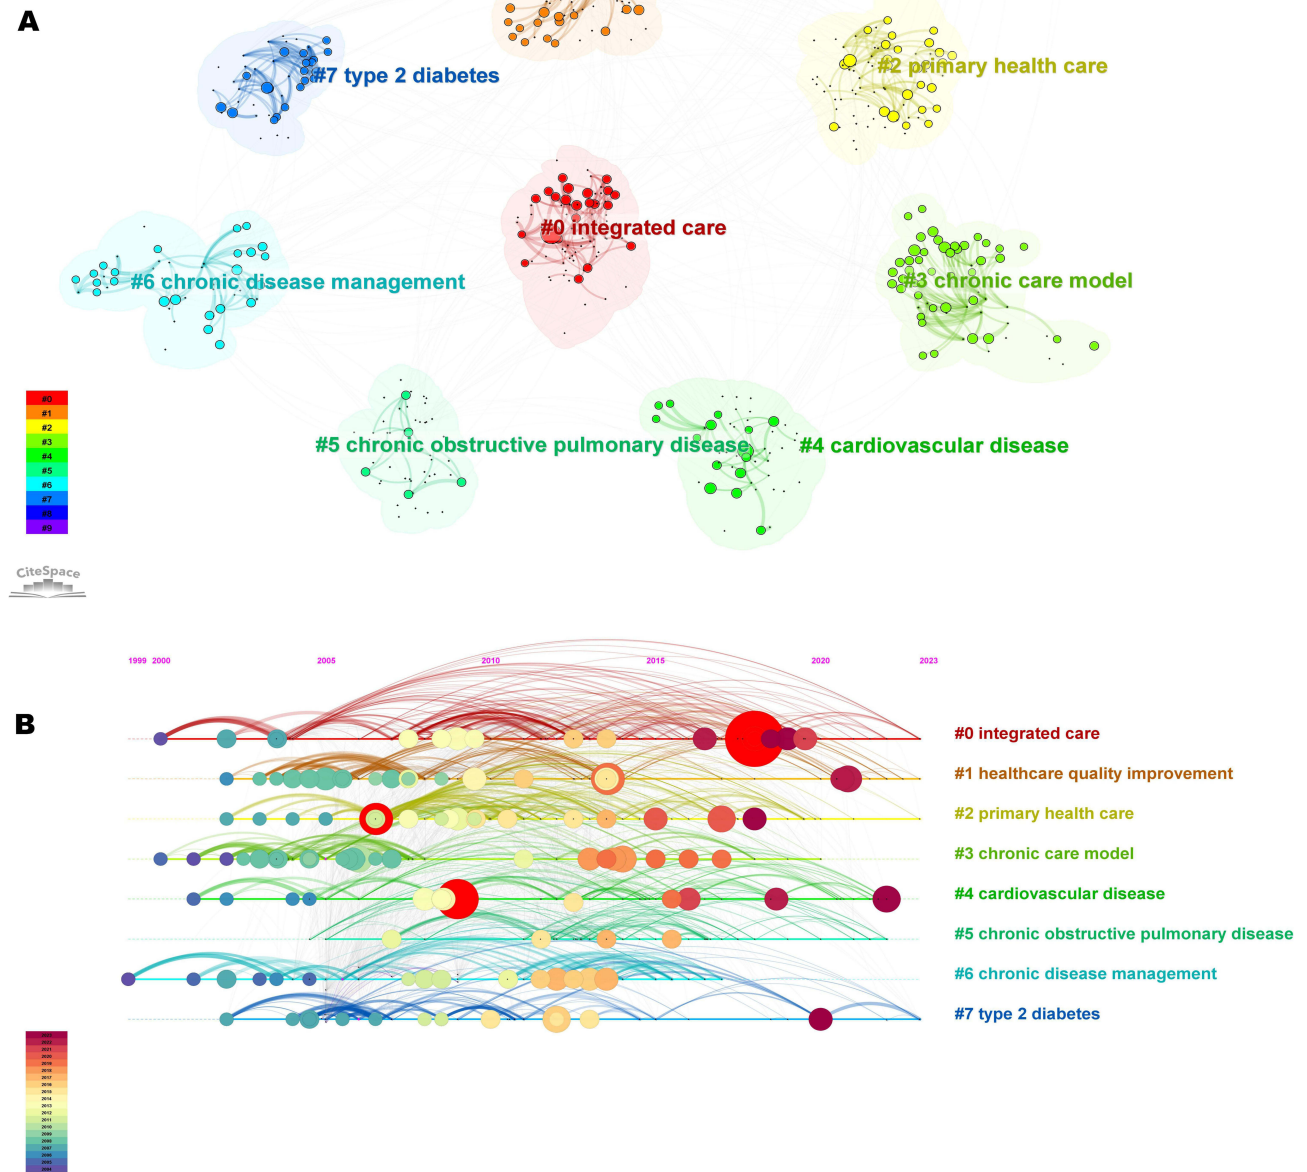 A
#7 type 2 diabetes
#2 primary health care
#0 integrated care
#6 chronic disease management
#3 chronic care model
#5 chronic obstructive pulmonary disease
#4 cardiovascular disease
#0
#1
#2
#3
#4
#5
#6
#7
#8
#9
CiteSpace
B
1999 2000 2005 2010 2015 2020 2023
#0 integrated care
#1 healthcare quality improvement
#2 primary health care
#3 chronic care model
#4 cardiovascular disease
#5 chronic obstructive pulmonary disease
#6 chronic disease management
#7 type 2 diabetes